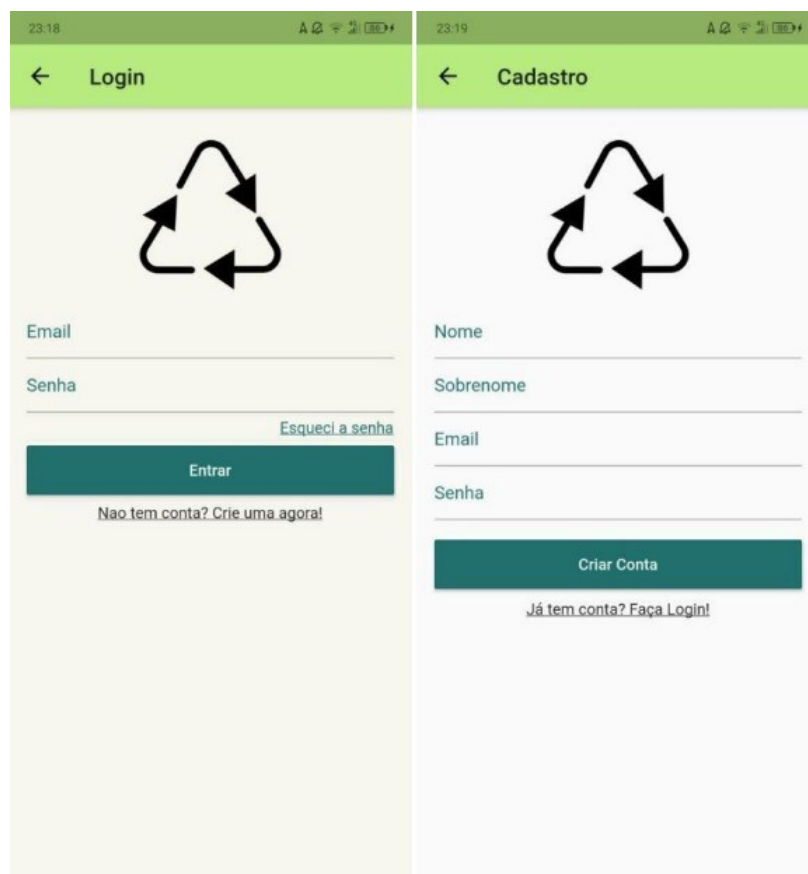 23:18
Login
Email
Senha
Esqueci a senha
Entrar
Nao tem conta? Crie uma agora!
23:19
Cadastro
Nome
Sobrenome
Email
Senha
Criar Conta
Já tem conta? Faça Login!